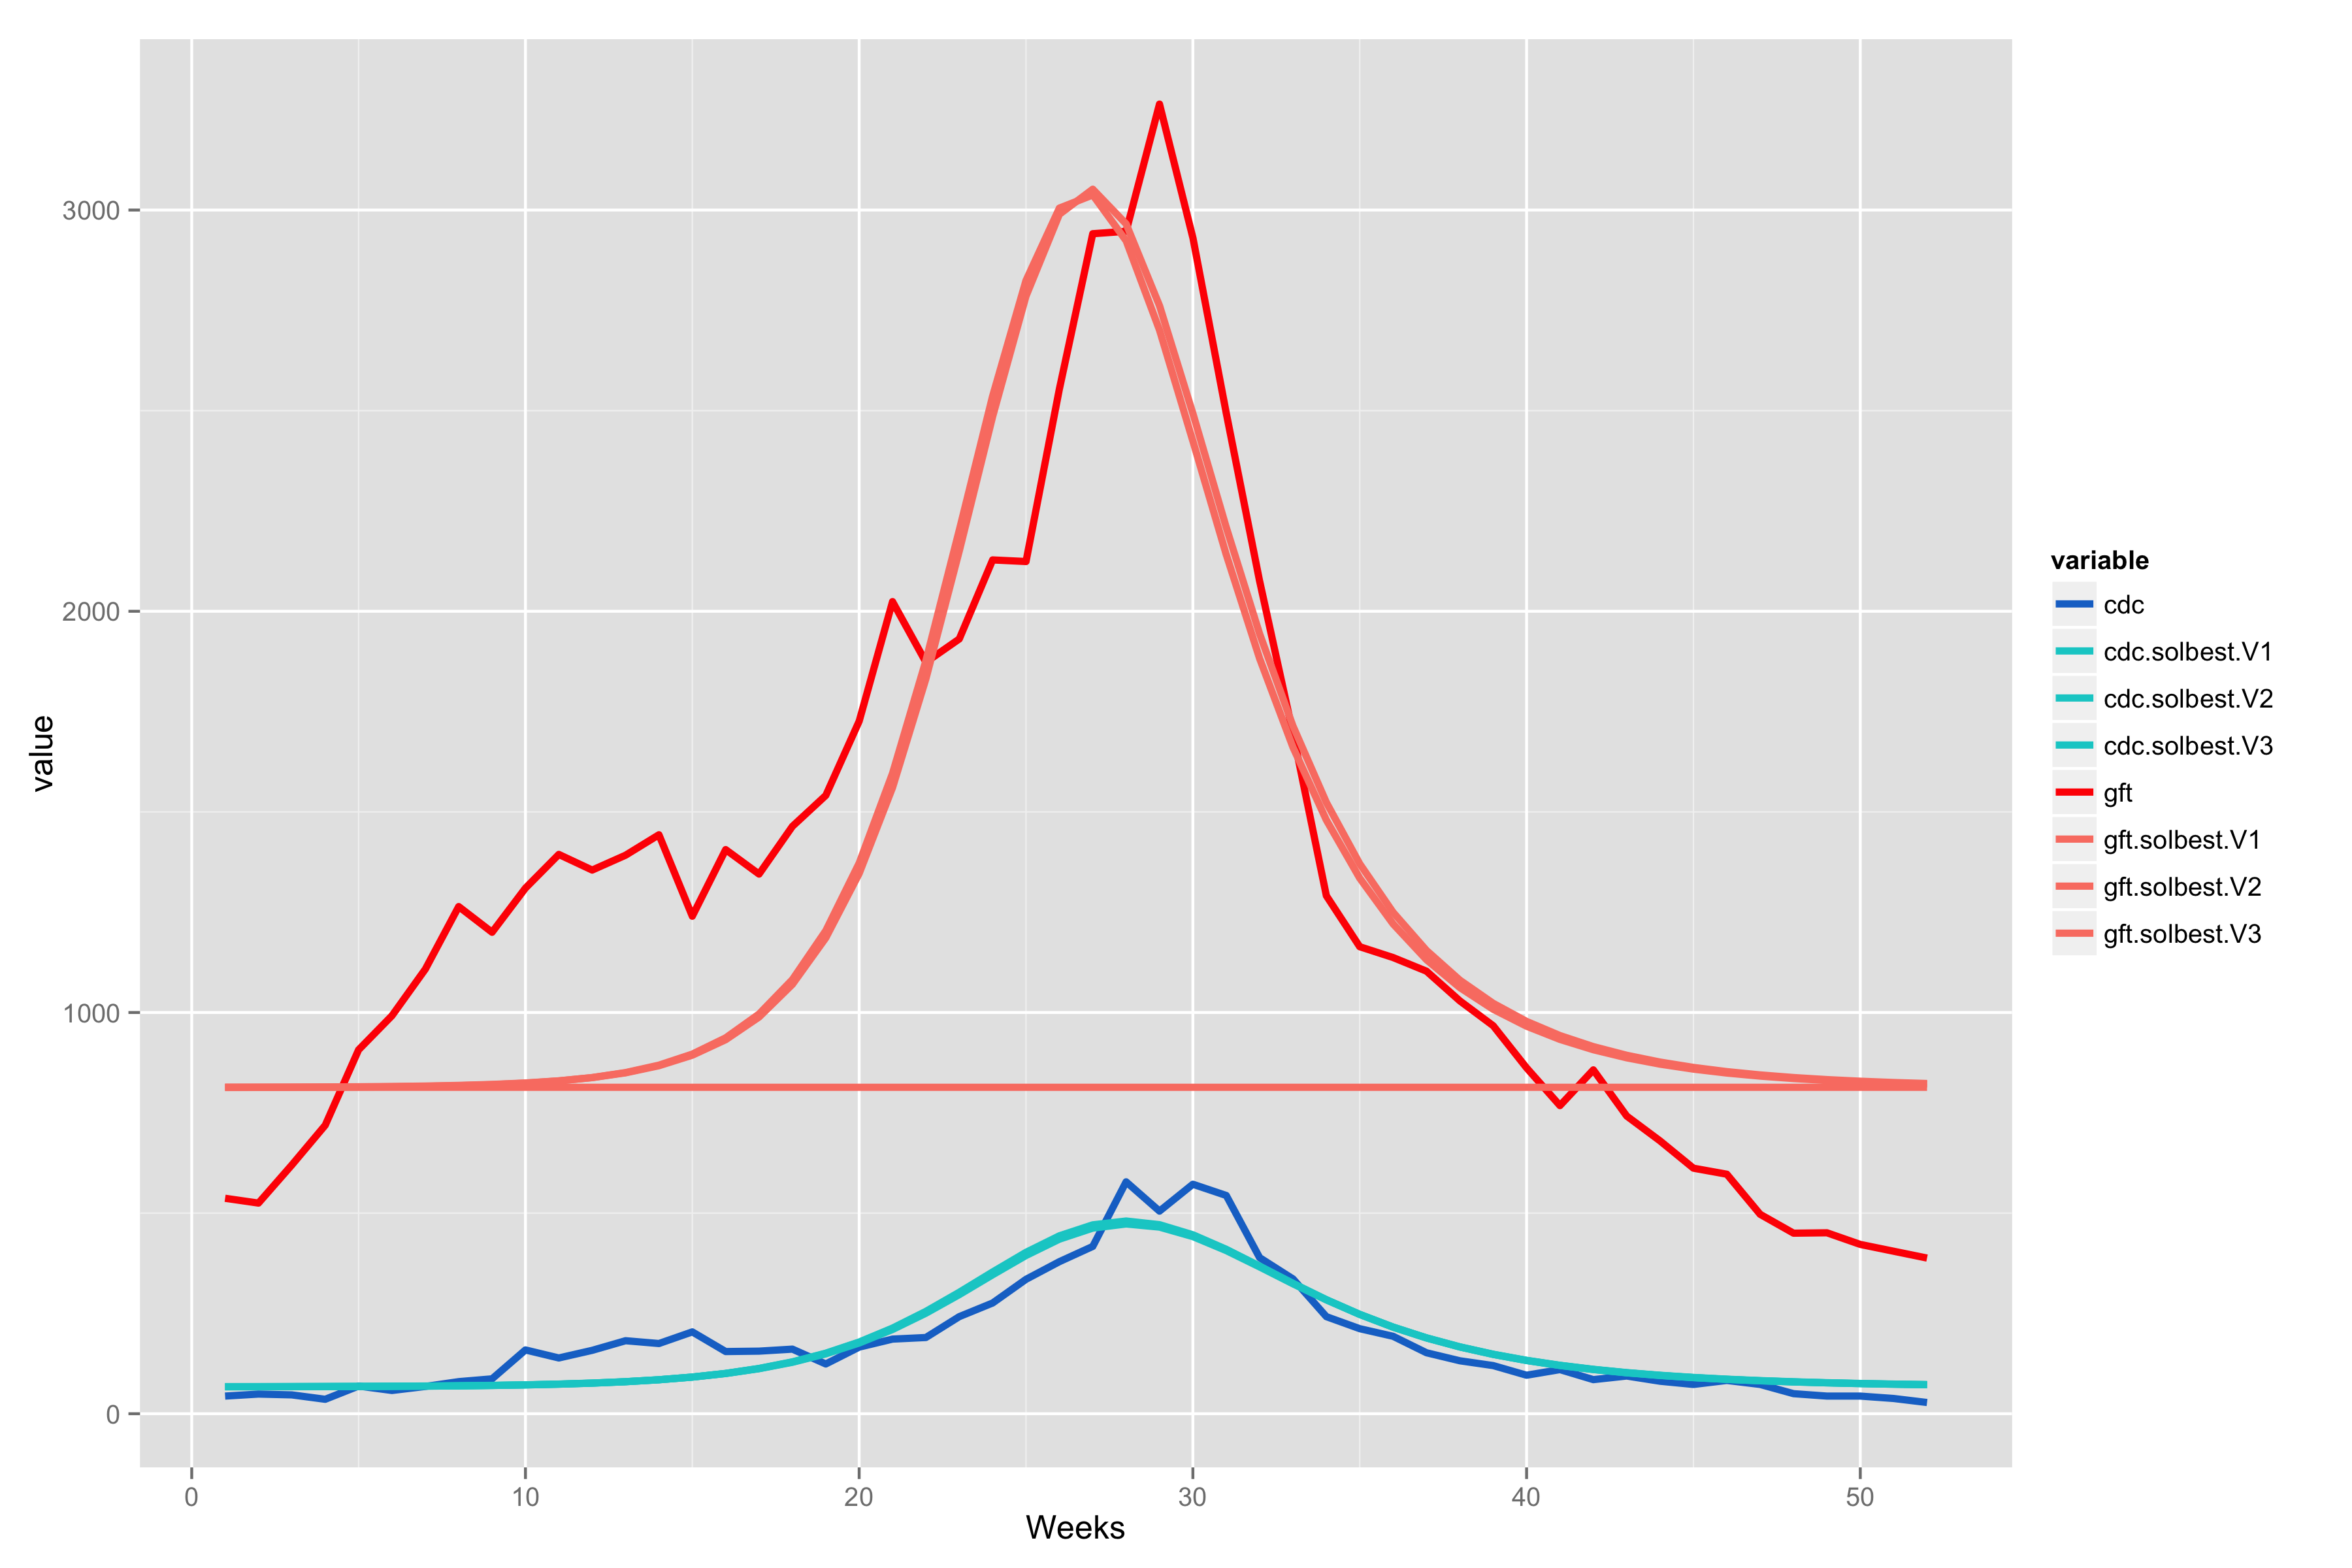 3000
2000
1000
0
value
0 10 20 30 40 50
Weeks
variable
cdc
cdc.solbest.V1
cdc.solbest.V2
cdc.solbest.V3
gft
gft.solbest.V1
gft.solbest.V2
gft.solbest.V3